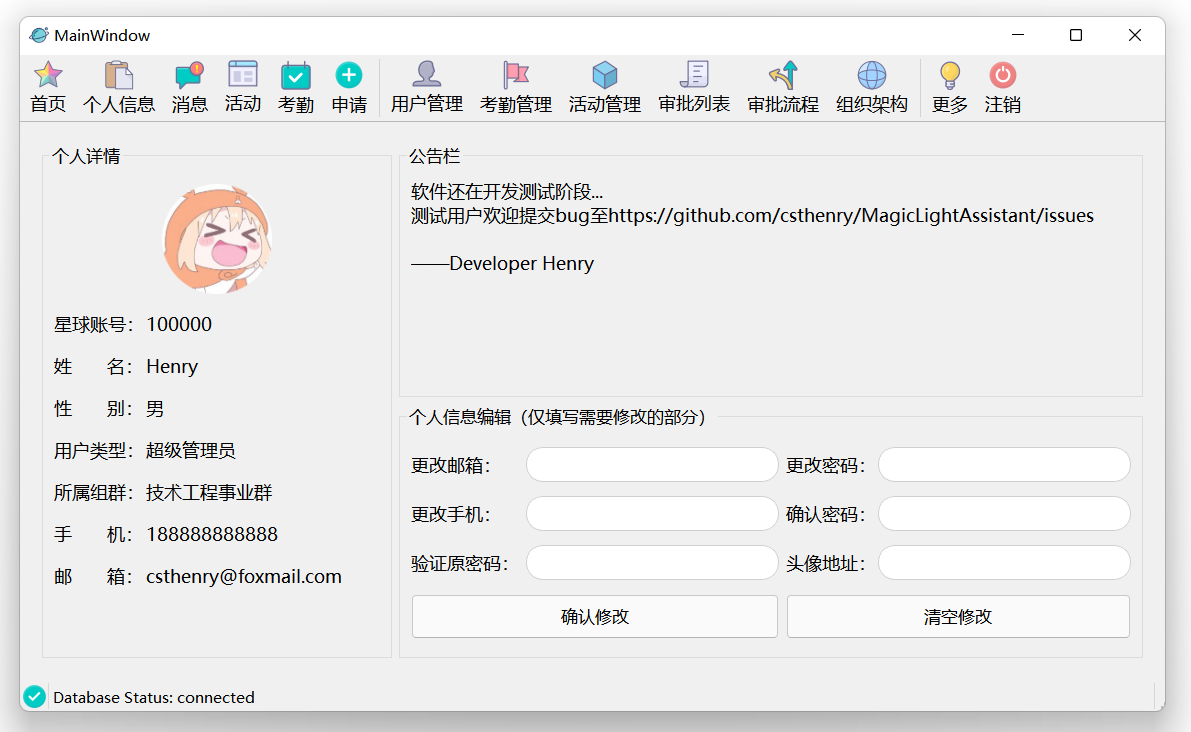 MainWindow
首页 个人信息 消息 活动 考勤 申请 用户管理 考勤管理 活动管理 审批列表 审批流程 组织架构 更多 注销
个人详情
星球账号： 100000
姓 名： Henry
性 别： 男
用户类型： 超级管理员
所属组群： 技术工程事业群
手 机： 188888888888
邮 箱： csthenry@foxmail.com
公告栏
软件还在开发测试阶段...
测试用户欢迎提交bug至https://github.com/csthenry/MagicLightAssistant/issues
——Developer Henry
个人信息编辑（仅填写需要修改的部分）
更改邮箱： 更改密码：
更改手机： 确认密码：
验证原密码： 头像地址：
确认修改 清空修改
Database Status: connected